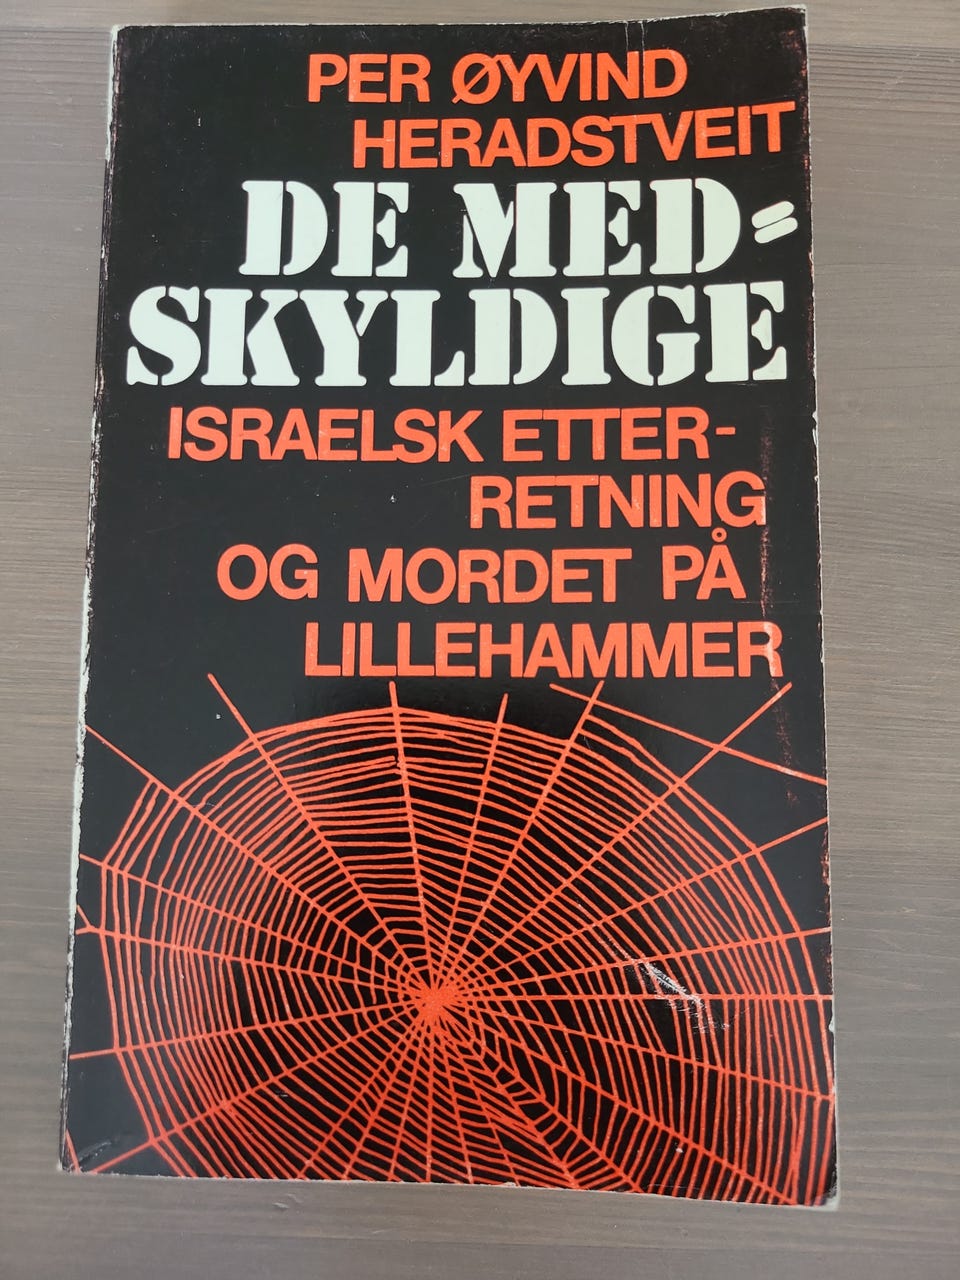 PER ØYVIND
HERADSTVEIT
DE MED=
SKYLDIGE
ISRAELSK ETTER-
RETNING
OG MORDET PÅ
LILLEHAMMER